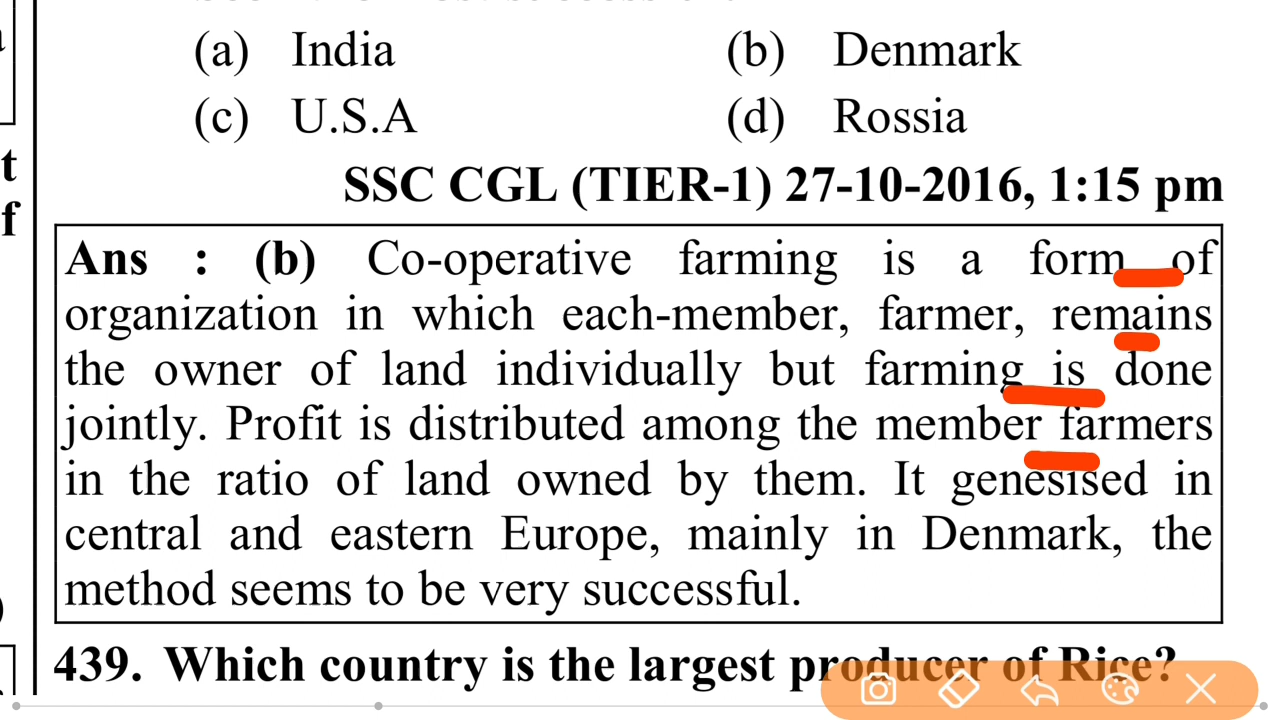 (a) India (b) Denmark
(c) U.S.A (d) Rossia
t
SSC CGL (TIER-1) 27-10-2016, 1:15 pm
f
Ans : (b) Co-operative farming is a form of
organization in which each-member, farmer, remains
the owner of land individually but farming is done
jointly. Profit is distributed among the member farmers
in the ratio of land owned by them. It genesised in
central and eastern Europe, mainly in Denmark, the
method seems to be very successful.
439. Which country is the largest producer of Rice?